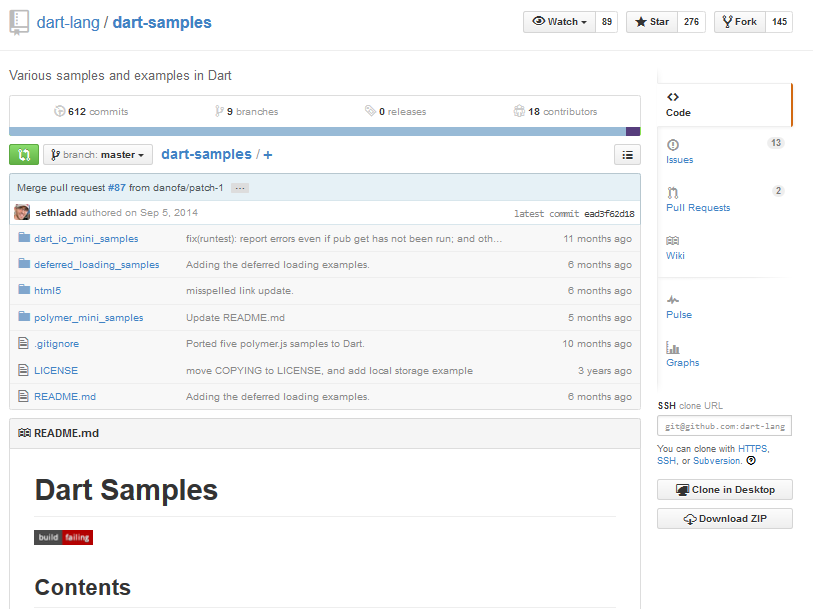 dart-lang / dart-samples
Watch 89 Star 276 Fork 145
Various samples and examples in Dart
612 commits 9 branches 0 releases 18 contributors
branch: master dart-samples / +
Merge pull request #87 from danofa/patch-1 ...
sethladd authored on Sep 5, 2014 latest commit ead3f62d18
dart_io_mini_samples fix(runtest): report errors even if pub get has not been run; and oth... 11 months ago
deferred_loading_samples Adding the deferred loading examples. 6 months ago
html5 misspelled link update. 6 months ago
polymer_mini_samples Update README.md 5 months ago
.gitignore Ported five polymer.js samples to Dart. 10 months ago
LICENSE move COPYING to LICENSE, and add local storage example 3 years ago
README.md Adding the deferred loading examples. 6 months ago
README.md
Dart Samples
build failing
Contents
Code
Issues 13
Pull Requests 2
Wiki
Pulse
Graphs
SSH clone URL
git@github.com:dart-lang
You can clone with HTTPS,
SSH, or Subversion. ?
Clone in Desktop
Download ZIP